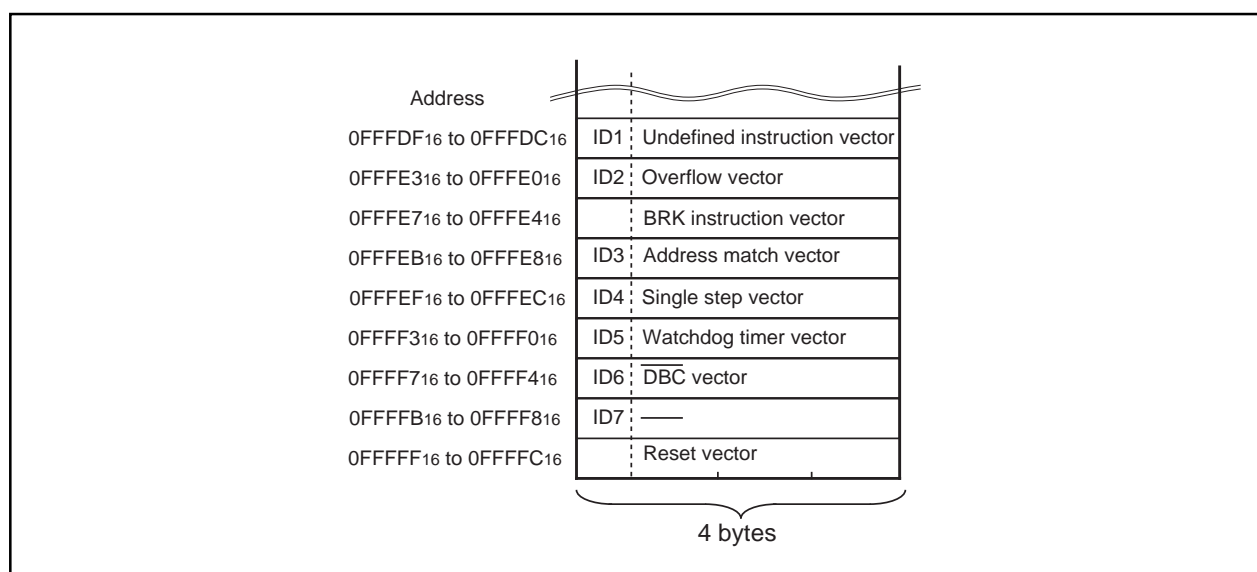 Address
0FFFDF16 to 0FFFDC16 ID1 Undefined instruction vector
0FFFE316 to 0FFFE016 ID2 Overflow vector
0FFFE716 to 0FFFE416 BRK instruction vector
0FFFEB16 to 0FFFE816 ID3 Address match vector
0FFFEF16 to 0FFFEC16 ID4 Single step vector
0FFFF316 to 0FFFF016 ID5 Watchdog timer vector
0FFFF716 to 0FFFF416 ID6 D̅B̅C̅ vector
0FFFFB16 to 0FFFF816 ID7 ——
0FFFFF16 to 0FFFFC16 Reset vector
4 bytes